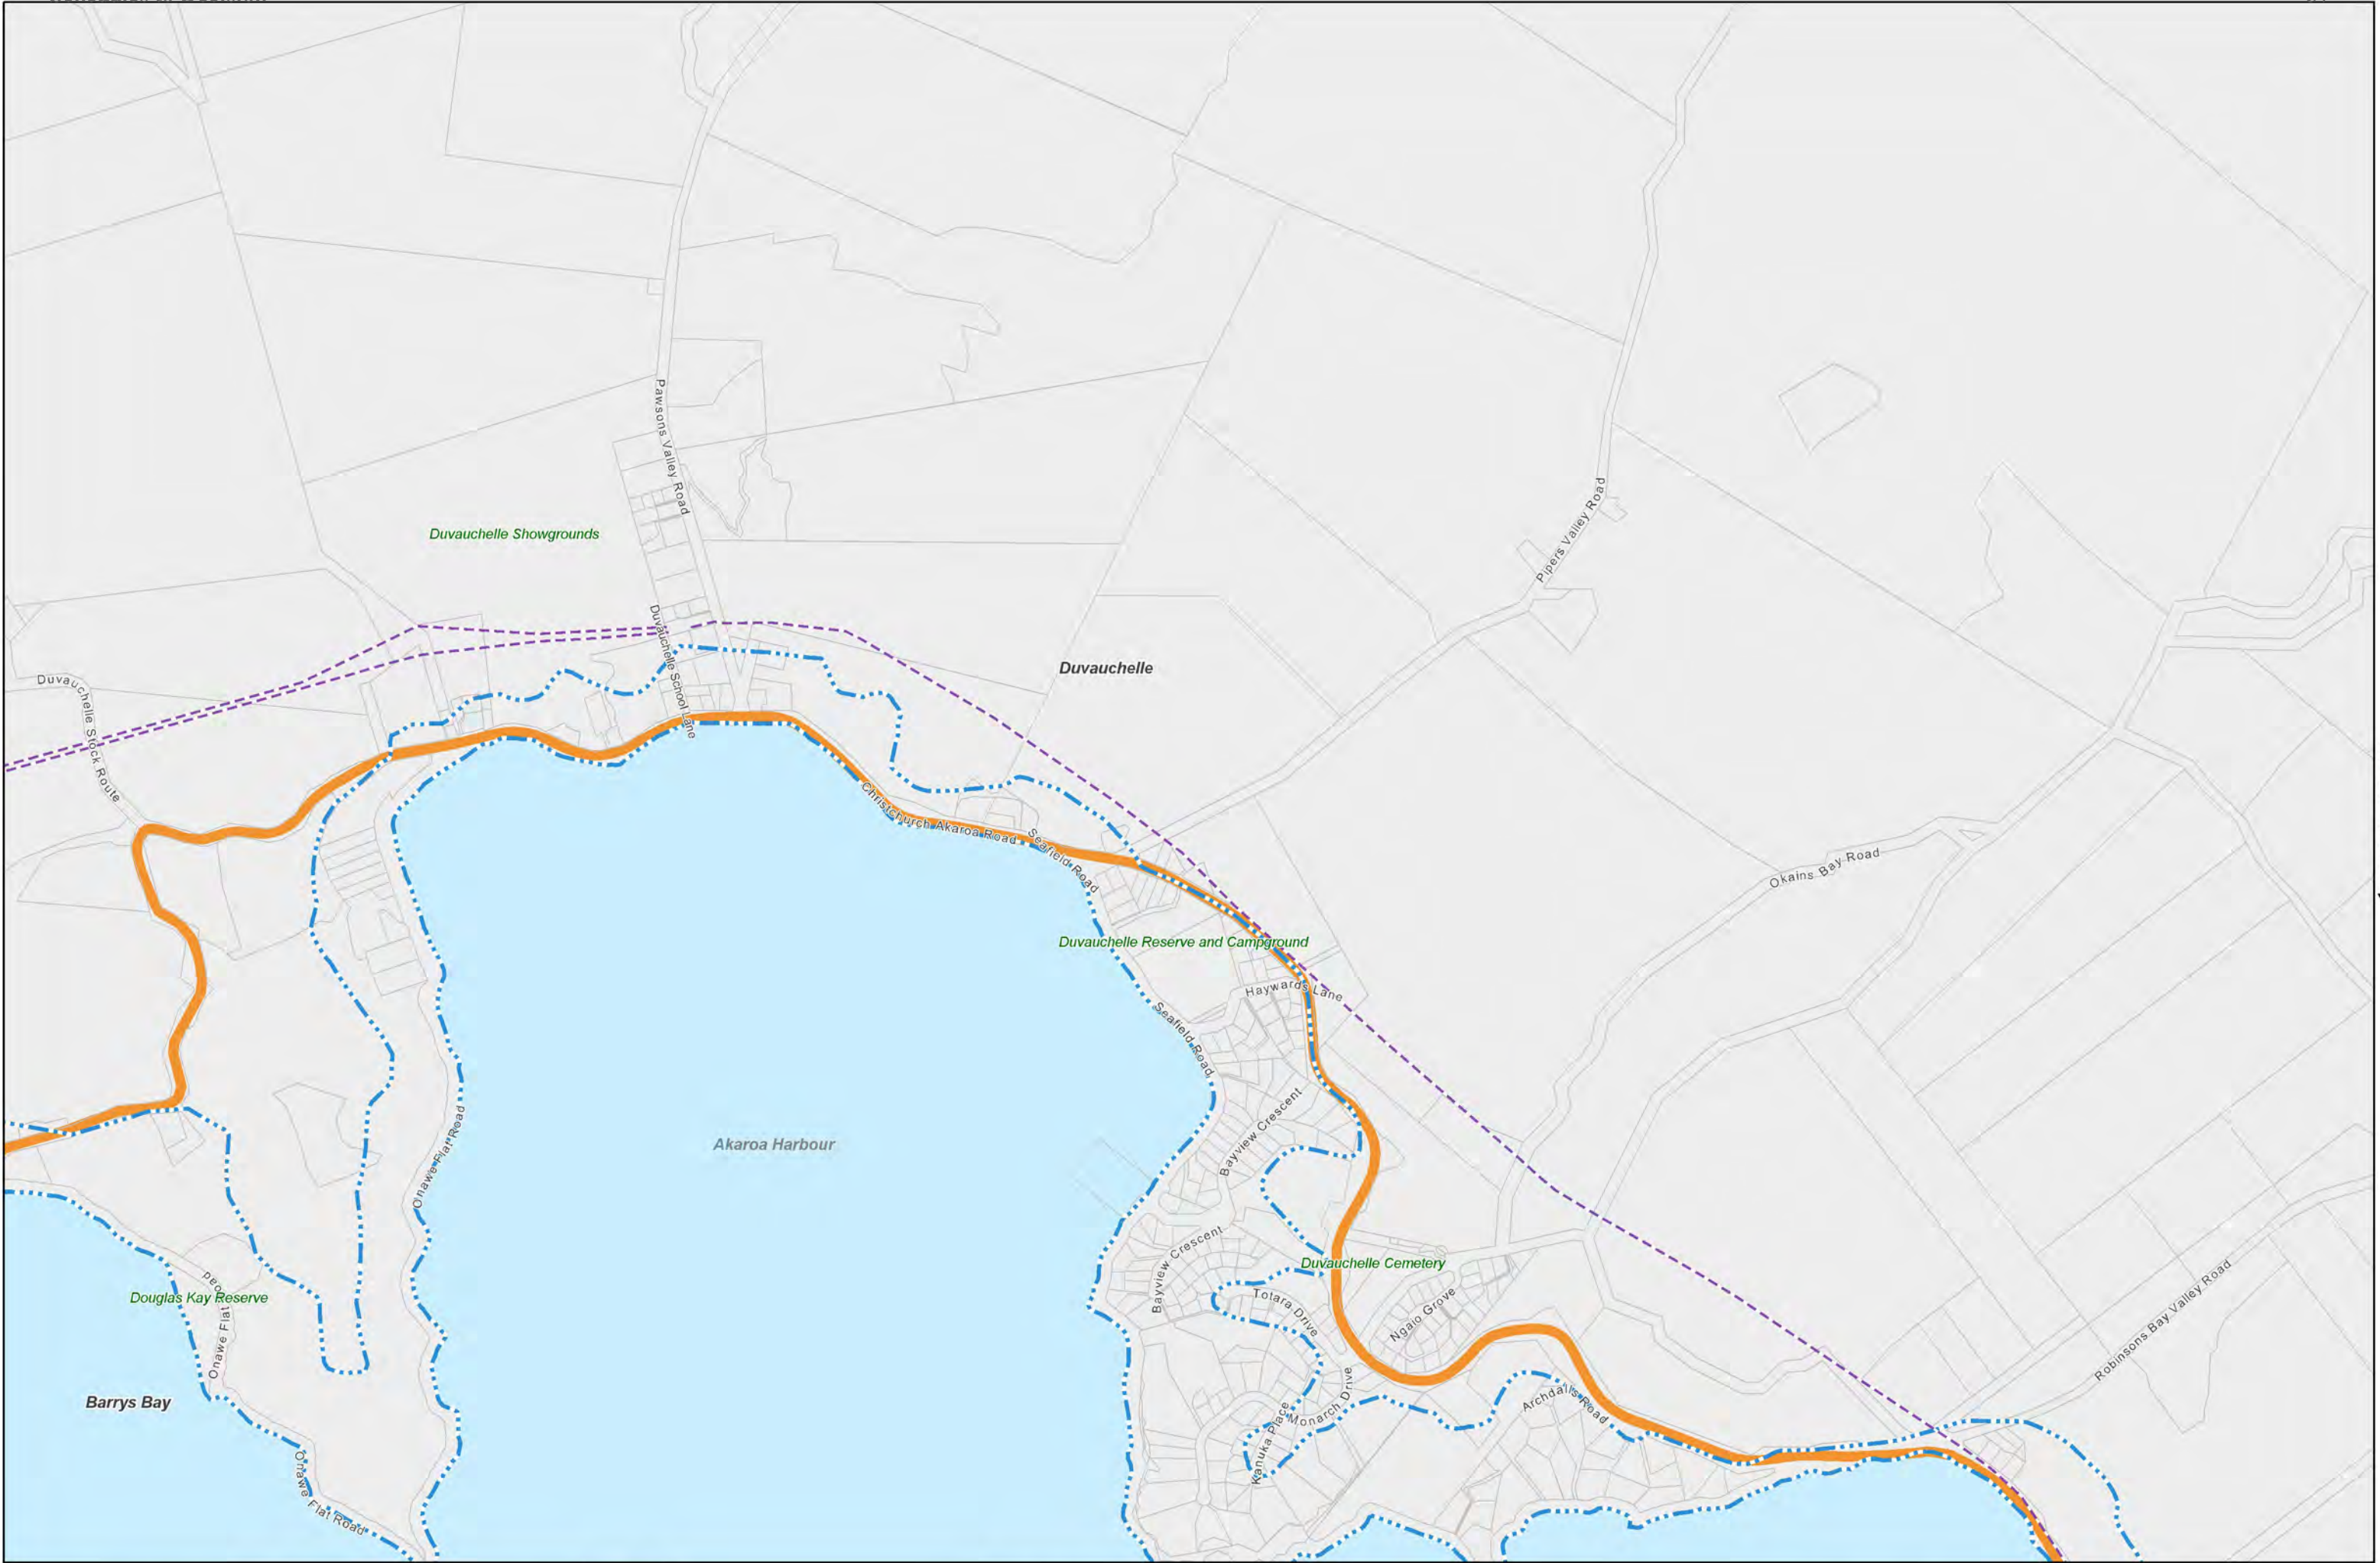 Pawsons Valley Road
Pipers Valley Road
Duvauchelle Showgrounds
Duvauchelle School Lane
Duvauchelle
Duvauchelle Stock Route
Christchurch Akaroa Road
Seafield Road
Okains Bay Road
Duvauchelle Reserve and Campground
Haywards Lane
Seafield Road
Bayview Crescent
Onawe Flat Road
Akaroa Harbour
Bayview Crescent
Duvauchelle Cemetery
Douglas Kay Reserve
Onawe Flat Road
Totara Drive
Ngaio Grove
Robinsons Bay Valley Road
Barrys Bay
Monarch Drive
Archdalls Road
Kanuka Place
Onawe Flat Road